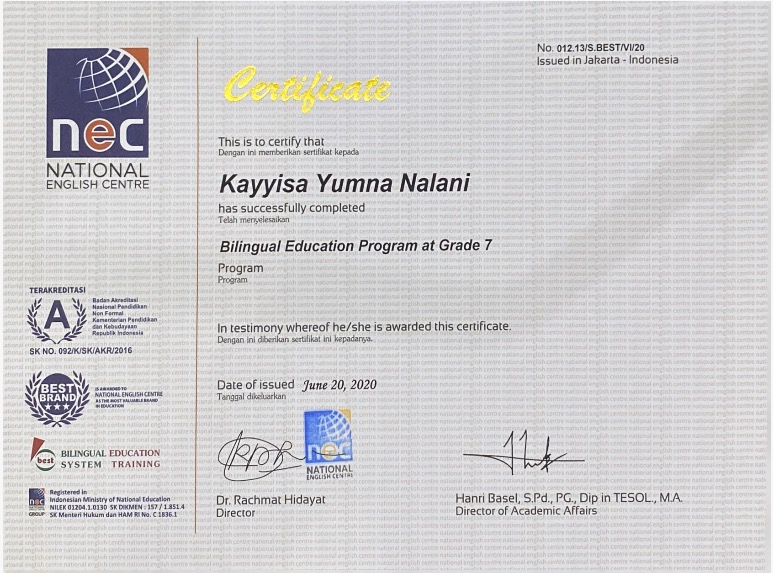 nec
NATIONAL
ENGLISH CENTRE
No. 012.13/S.BEST/VI/20
Issued in Jakarta - Indonesia
Certificate
This is to certify that
Dengan ini memberikan sertifikat kepada
Kayyisa Yumna Nalani
has successfully completed
Telah menyelesaikan
Bilingual Education Program at Grade 7
Program
Program
In testimony whereof he/she is awarded this certificate.
Dengan ini diberikan sertifikat ini kepadanya.
Date of issued June 20, 2020
Tanggal dikeluarkan
nec
NATIONAL
ENGLISH CENTRE
Dr. Rachmat Hidayat
Director
Hanri Basel, S.Pd., PG., Dip in TESOL., M.A.
Director of Academic Affairs
TERAKREDITASI
A
Badan Akreditasi
Nasional Pendidikan
Non Formal
Kementerian Pendidikan
dan Kebudayaan
Republik Indonesia
SK NO. 092/K/SK/AKR/2016
BEST
BRAND
IS AWARDED TO
NATIONAL ENGLISH CENTRE
AS THE MOST VALUABLE BRAND
IN EDUCATION
best
BILINGUAL EDUCATION
SYSTEM TRAINING
nec
GROUP
Registered in
Indonesian Ministry of National Education
NILEK 01204.1.0130 SK DIKMEN : 157 / 1.851.4
SK Menteri Hukum dan HAM RI No. C 1836.1